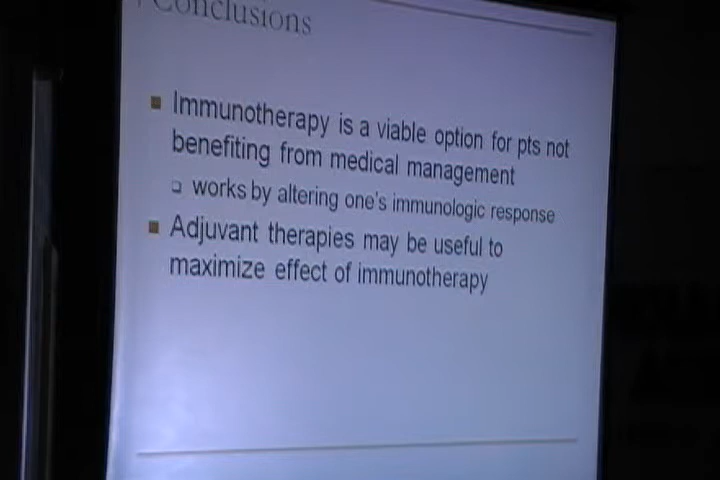 Conclusions
Immunotherapy is a viable option for pts not
benefiting from medical management
works by altering one's immunologic response
Adjuvant therapies may be useful to
maximize effect of immunotherapy